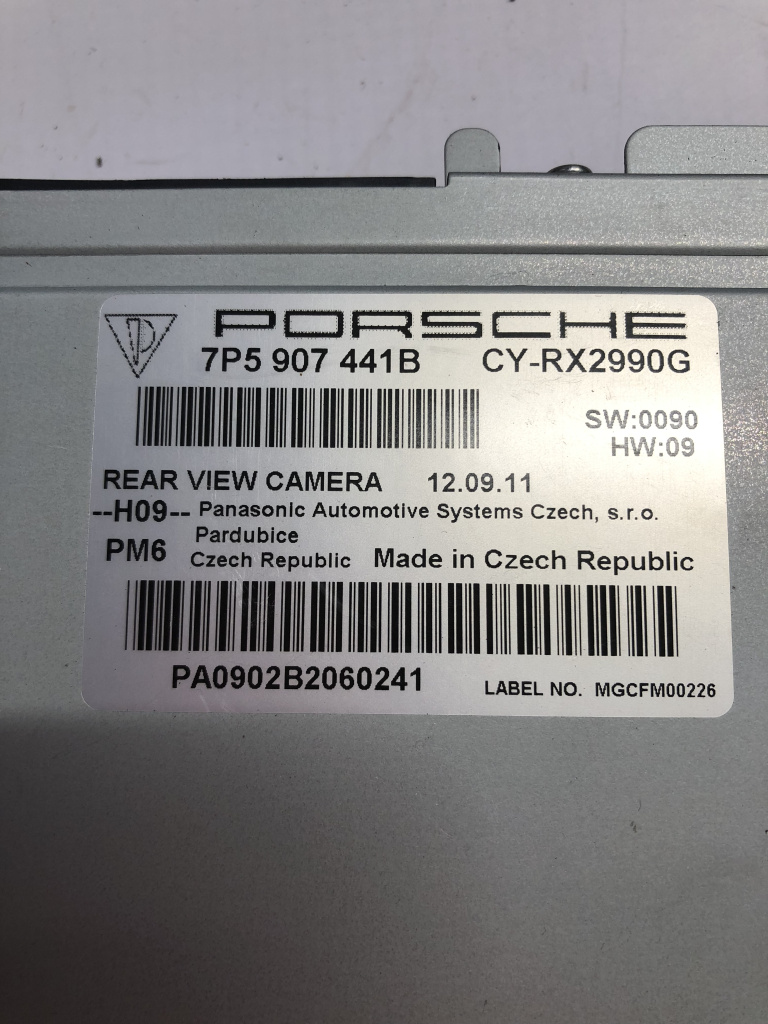 PORSCHE
7P5 907 441B CY-RX2990G
SW:0090
HW:09
REAR VIEW CAMERA 12.09.11
--H09-- Panasonic Automotive Systems Czech, s.r.o.
Pardubice
PM6 Czech Republic Made in Czech Republic
PA0902B2060241 LABEL NO. MGCFM00226